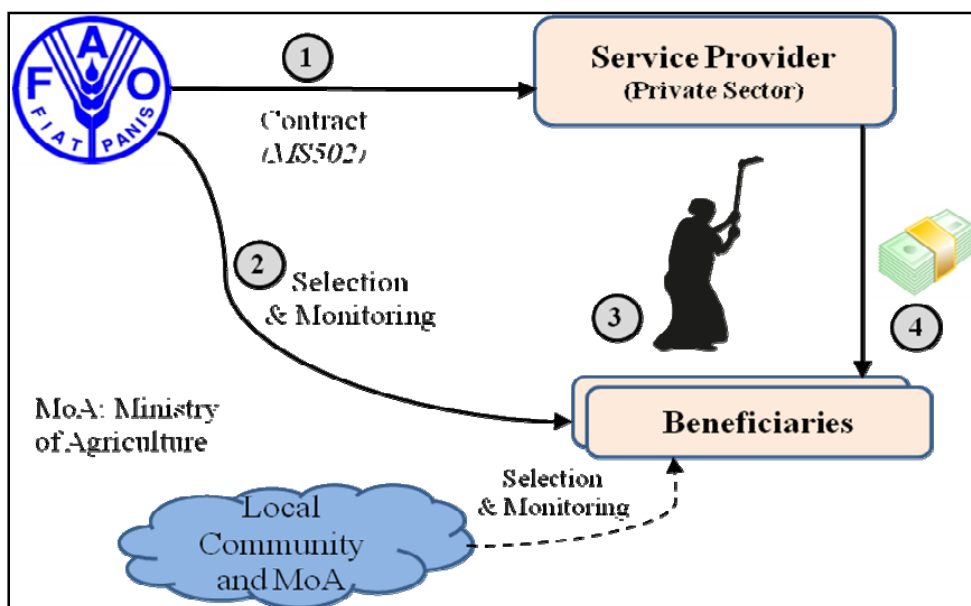 F A O
FIAT PANIS
1
Contract
(MS502)
Service Provider
(Private Sector)
2
Selection
& Monitoring
3
4
MoA: Ministry
of Agriculture
Beneficiaries
Selection
& Monitoring
Local
Community
and MoA